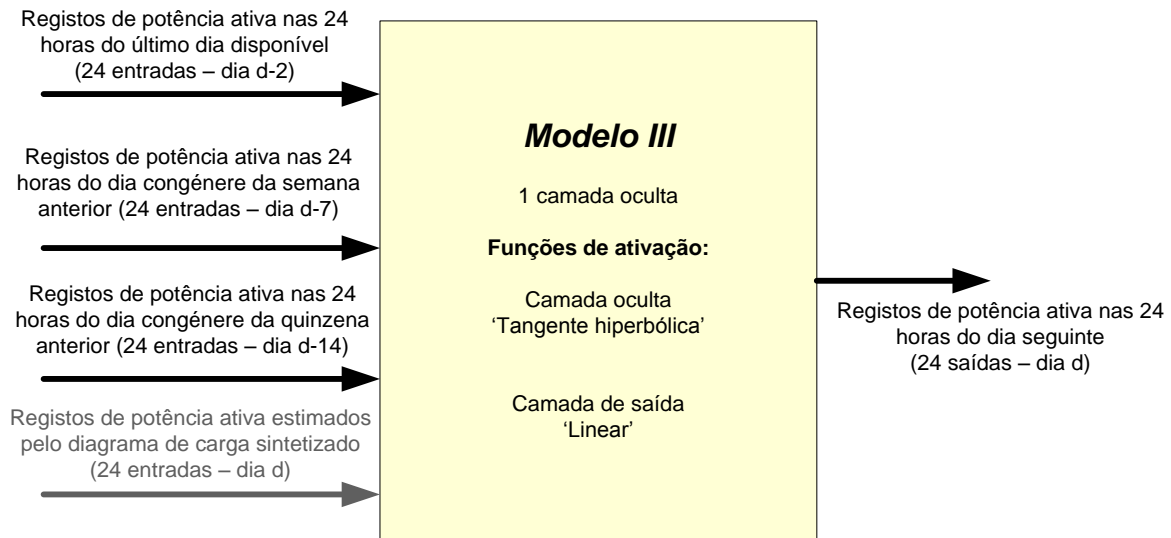 Registos de potência ativa nas 24
horas do último dia disponível
(24 entradas – dia d-2)
Registos de potência ativa nas 24
horas do dia congénere da semana
anterior (24 entradas – dia d-7)
Registos de potência ativa nas 24
horas do dia congénere da quinzena
anterior (24 entradas – dia d-14)
Registos de potência ativa estimados
pelo diagrama de carga sintetizado
(24 entradas – dia d)
Modelo III
1 camada oculta
Funções de ativação:
Camada oculta
‘Tangente hiperbólica’
Camada de saída
‘Linear’
Registos de potência ativa nas 24
horas do dia seguinte
(24 saídas – dia d)